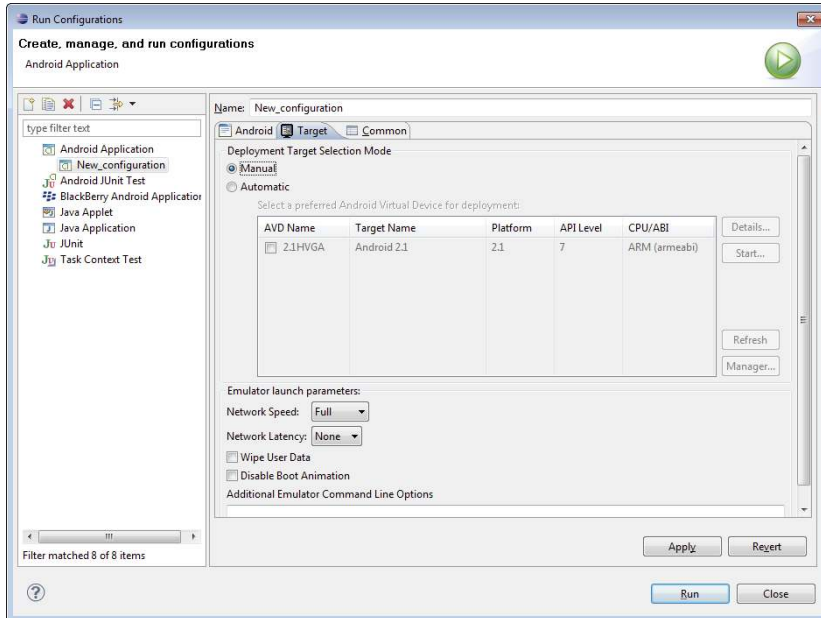 Run Configurations
Create, manage, and run configurations
Android Application
type filter text
Android Application
New_configuration
Android JUnit Test
BlackBerry Android Application
Java Applet
Java Application
JUnit
Task Context Test
Filter matched 8 of 8 items
Name: New_configuration
Android Target Common
Deployment Target Selection Mode
Manual
Automatic
Select a preferred Android Virtual Device for deployment:
AVD Name Target Name Platform API Level CPU/ABI
2.1HVGA Android 2.1 2.1 7 ARM (armeabi)
Details...
Start...
Refresh
Manager...
Emulator launch parameters:
Network Speed: Full
Network Latency: None
Wipe User Data
Disable Boot Animation
Additional Emulator Command Line Options
Apply Revert
Run Close